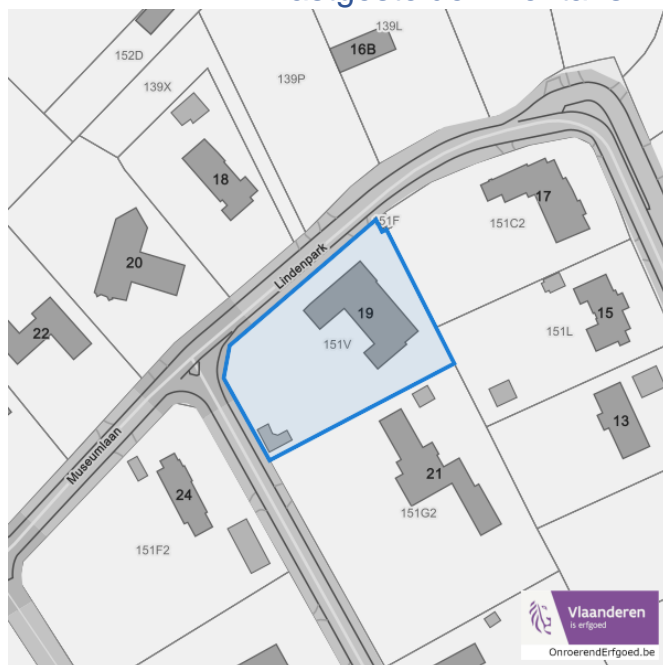 139L
152D
16B
139X
139P
18
17
151F
151C2
20
Lindenpark
19
15
22
151V
151L
13
Museumlaan
21
24
151G2
151F2
Vlaanderen
is erfgoed
OnroerendErfgoed.be